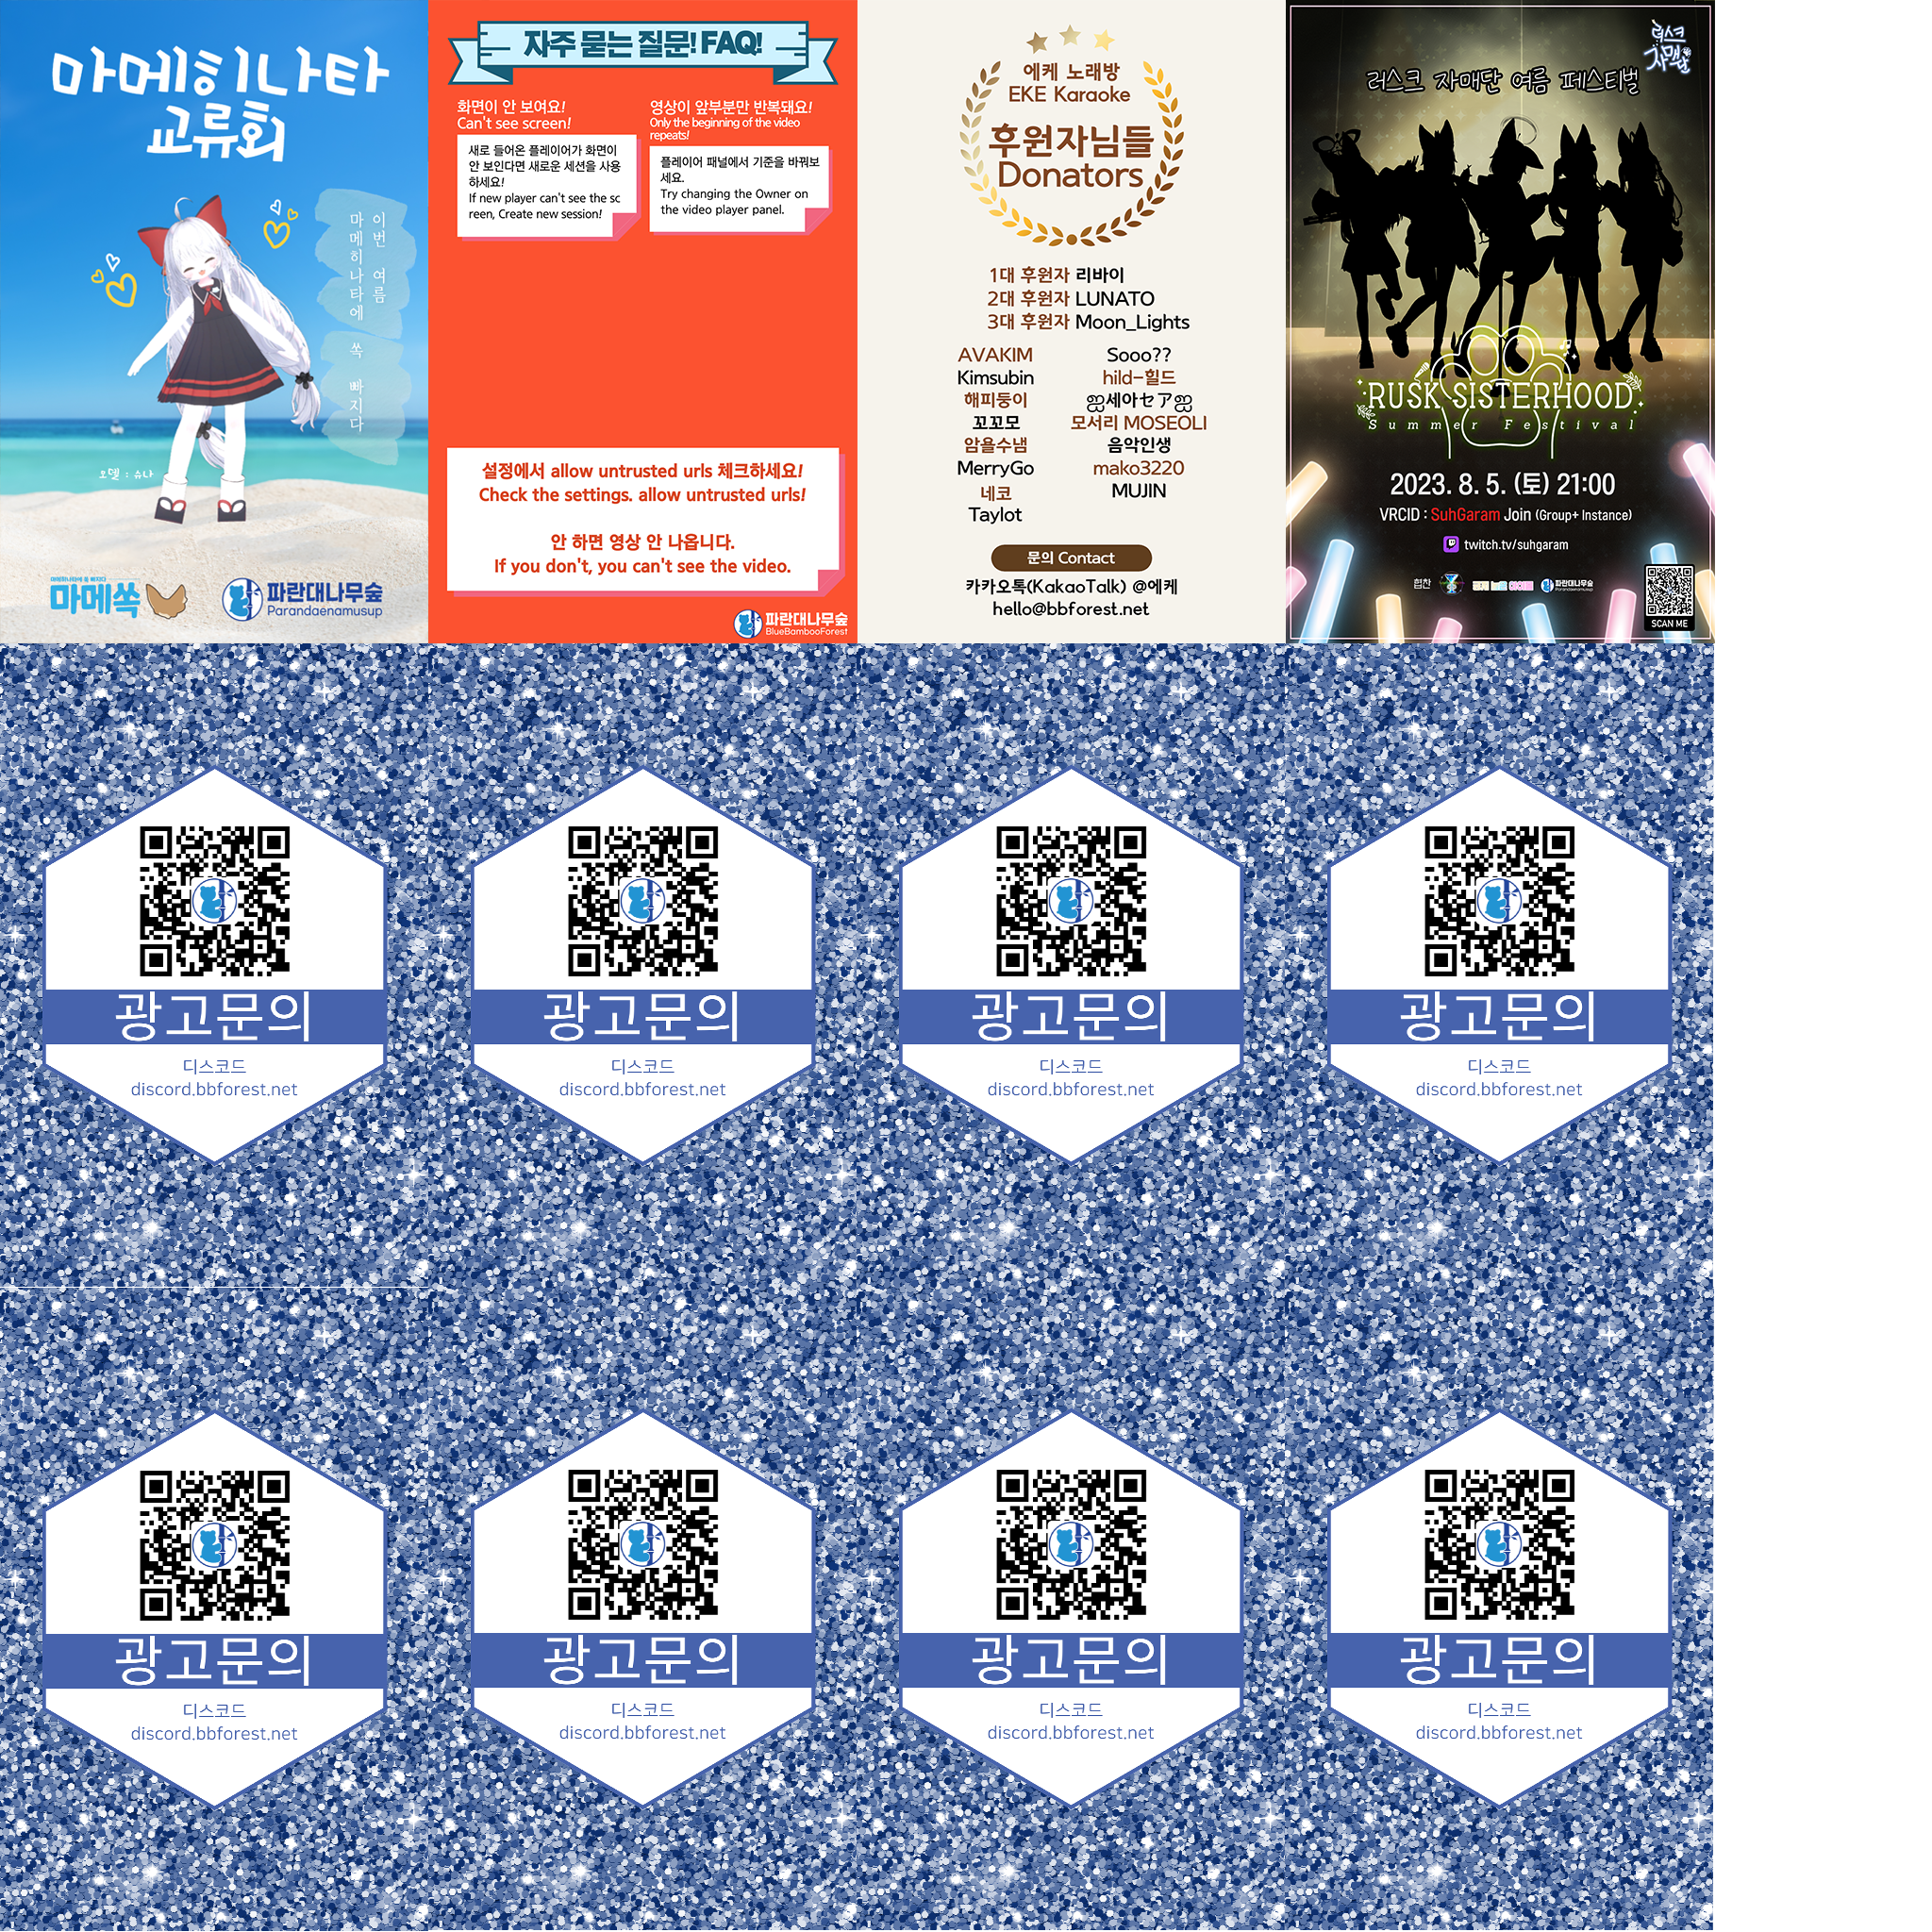 마메히나타
교류회
이번 여름
마메히나타에 쏙 빠지다
모델 : 슈나
마메쏙
파란대나무숲
Parandaenamusup
자주 묻는 질문! FAQ!
화면이 안 보여요!
Can't see screen!
새로 들어온 플레이어가 화면이
안 보인다면 새로운 세션을 사용
하세요!
If new player can't see the sc
reen, Create new session!
영상이 앞부분만 반복돼요!
Only the beginning of the video
repeats!
플레이어 패널에서 기준을 바꿔보
세요.
Try changing the Owner on
the video player panel.
설정에서 allow untrusted urls 체크하세요!
Check the settings. allow untrusted urls!
안 하면 영상 안 나옵니다.
If you don't, you can't see the video.
파란대나무숲
BlueBambooForest
에케 노래방
EKE Karaoke
후원자님들
Donators
1대 후원자 리바이
2대 후원자 LUNATO
3대 후원자 Moon_Lights
AVAKIM
Kimsubin
해피둥이
꼬꼬모
암욜수냄
MerryGo
네코
Taylot
Sooo??
hild-힐드
ஐ세아セアஐ
모서리 MOSEOLI
음악인생
mako3220
MUJIN
문의 Contact
카카오톡(KakaoTalk) @에케
hello@bbforest.net
러스크 자매단
러스크 자매단 여름 페스티벌
RUSK SISTERHOOD
Summer Festival
2023. 8. 5. (토) 21:00
VRCID : SuhGaram Join (Group+ Instance)
twitch.tv/suhgaram
협찬
파란대나무숲
Parandaenamusup
SCAN ME
광고문의
디스코드
discord.bbforest.net
광고문의
디스코드
discord.bbforest.net
광고문의
디스코드
discord.bbforest.net
광고문의
디스코드
discord.bbforest.net
광고문의
디스코드
discord.bbforest.net
광고문의
디스코드
discord.bbforest.net
광고문의
디스코드
discord.bbforest.net
광고문의
디스코드
discord.bbforest.net